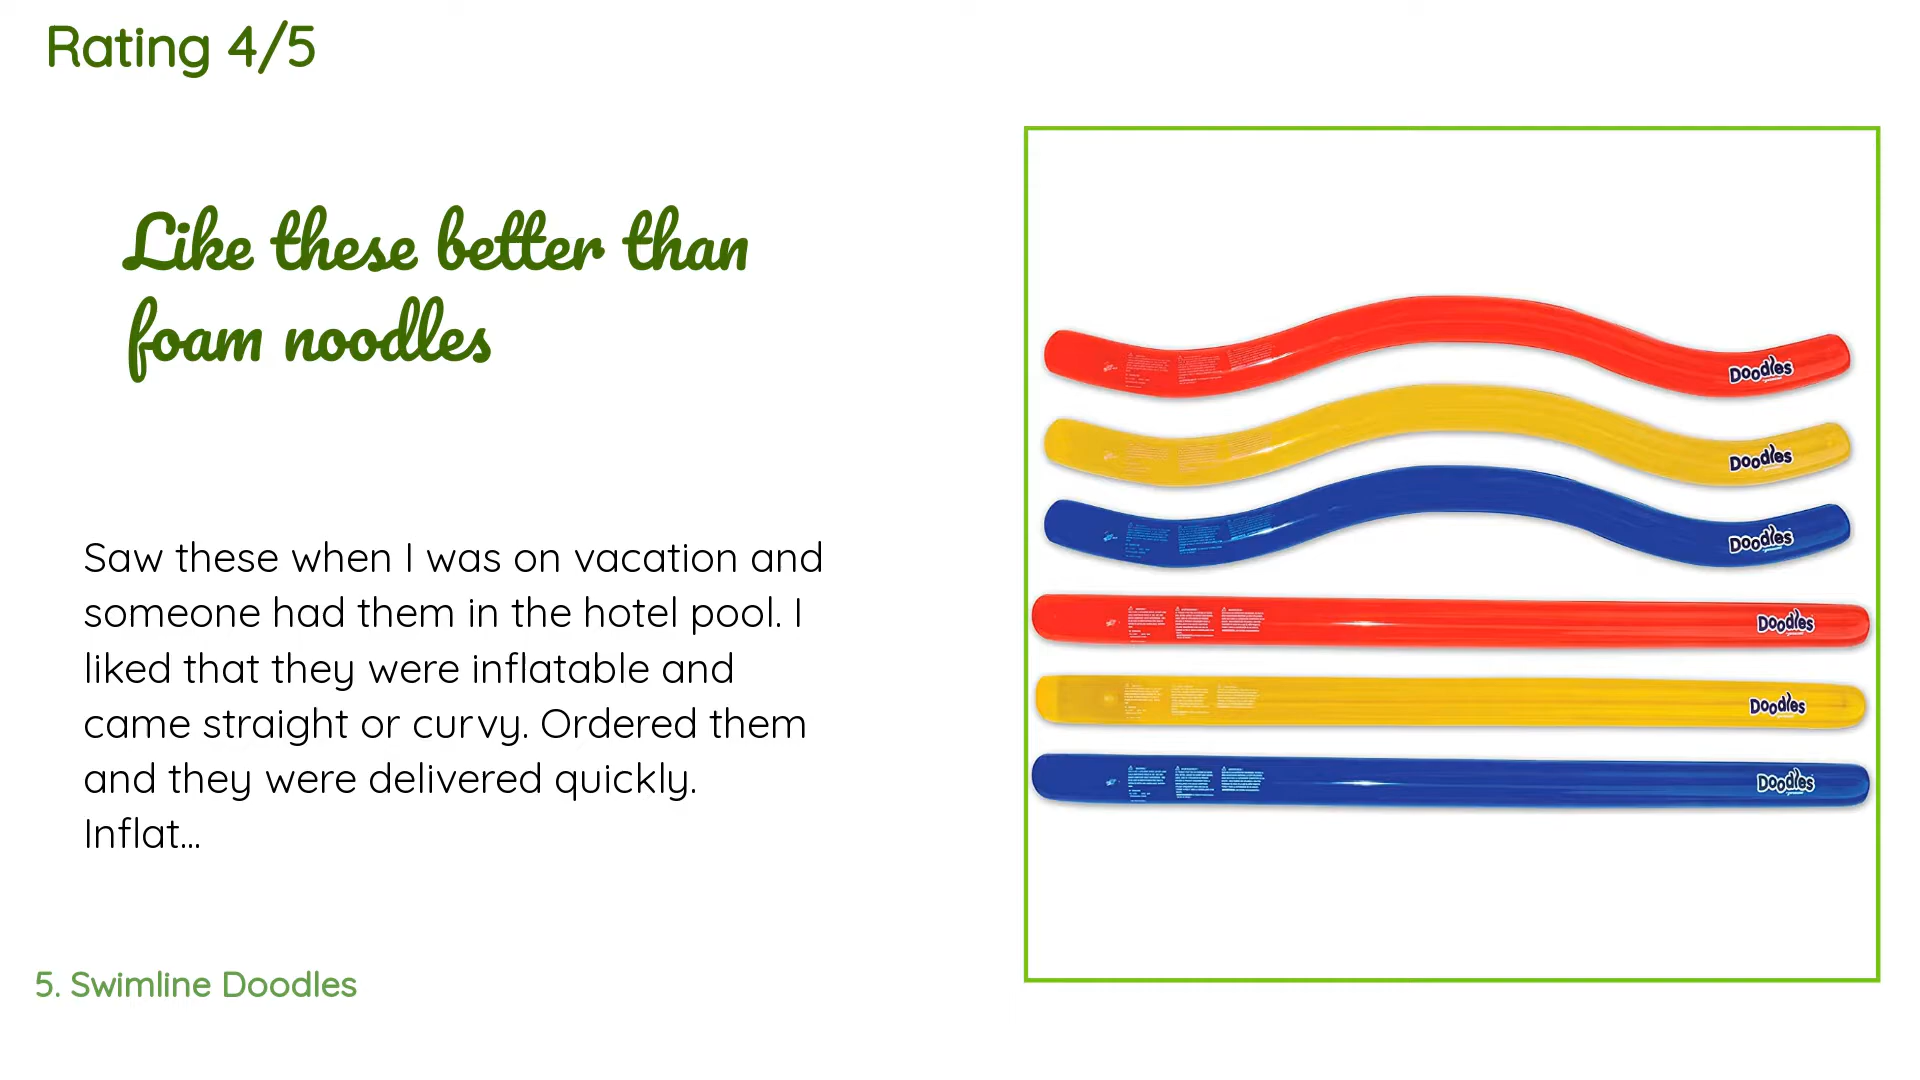 Rating 4/5
Like these better than
foam noodles
Saw these when I was on vacation and
someone had them in the hotel pool. I
liked that they were inflatable and
came straight or curvy. Ordered them
and they were delivered quickly.
Inflat...
5. Swimline Doodles
Doodles
Doodles
Doodles
Doodles
Doodles
Doodles